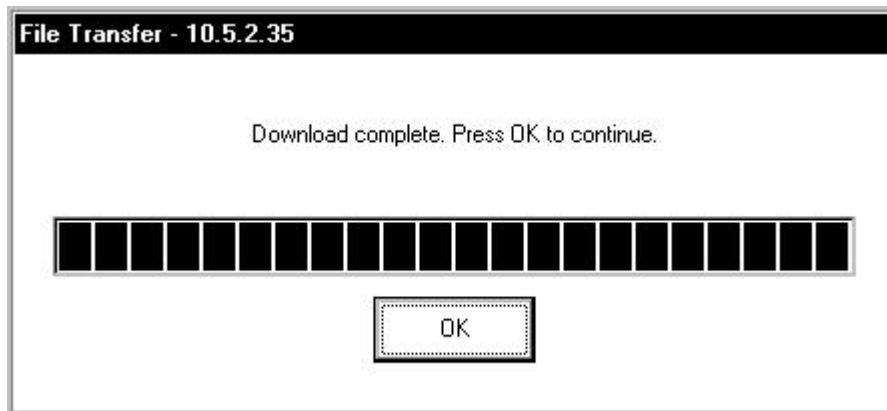 File Transfer - 10.5.2.35
Download complete. Press OK to continue.
OK